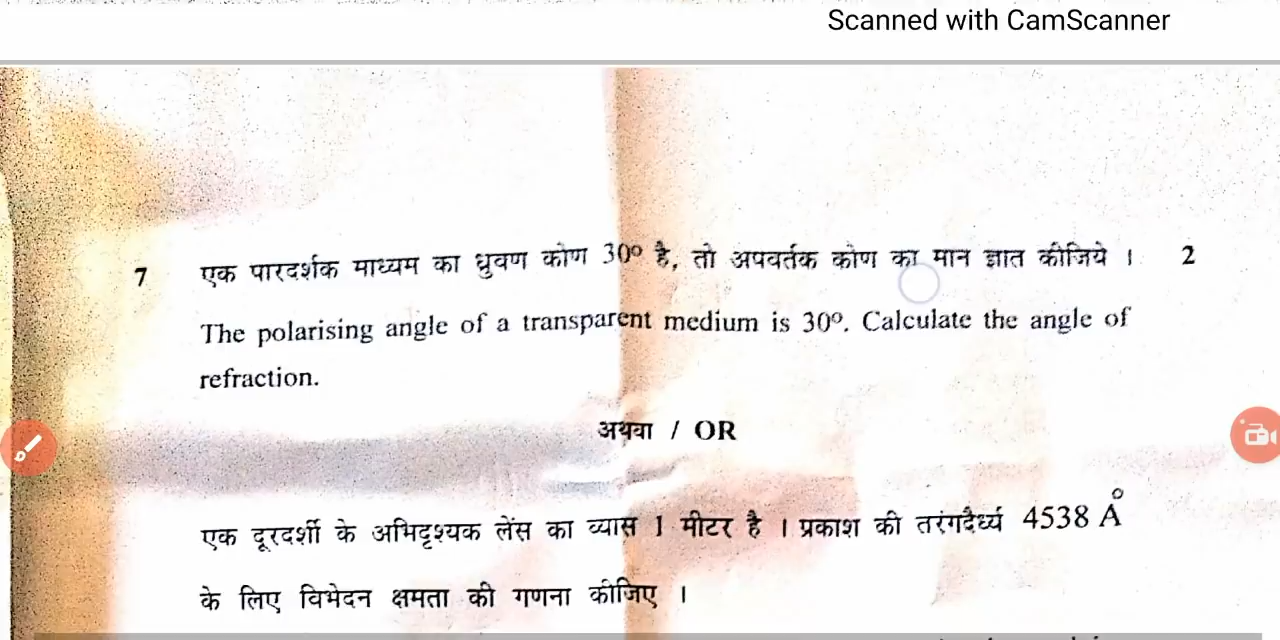 Scanned with CamScanner
7 एक पारदर्शक माध्यम का ध्रुवण कोण 30º है, तो अपवर्तक कोण का मान ज्ञात कीजिये । 2
The polarising angle of a transparent medium is 30º. Calculate the angle of
refraction.
अथवा / OR
एक दूरदर्शी के अभिदृश्यक लेंस का व्यास 1 मीटर है । प्रकाश की तरंगदैर्ध्य 4538 Å
के लिए विभेदन क्षमता की गणना कीजिए ।